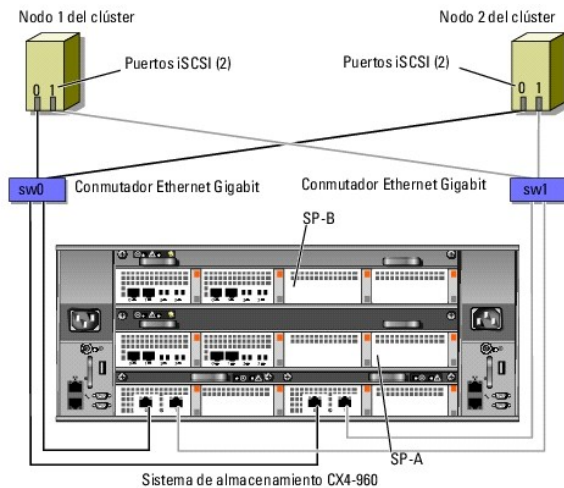 Nodo 1 del clúster
Nodo 2 del clúster
Puertos iSCSI (2)
Puertos iSCSI (2)
0 1
0 1
sw0
Conmutador Ethernet Gigabit
Conmutador Ethernet Gigabit
sw1
SP-B
SP-A
Sistema de almacenamiento CX4-960